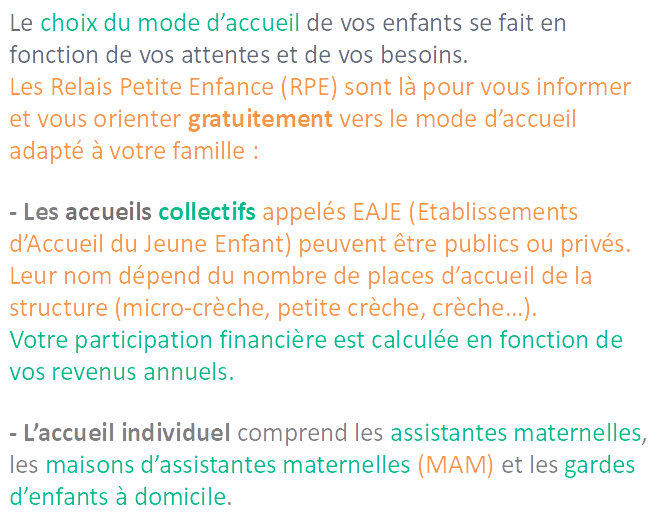 Le choix du mode d’accueil de vos enfants se fait en
fonction de vos attentes et de vos besoins.
Les Relais Petite Enfance (RPE) sont là pour vous informer
et vous orienter gratuitement vers le mode d’accueil
adapté à votre famille :
- Les accueils collectifs appelés EAJE (Etablissements
d’Accueil du Jeune Enfant) peuvent être publics ou privés.
Leur nom dépend du nombre de places d’accueil de la
structure (micro-crèche, petite crèche, crèche…).
Votre participation financière est calculée en fonction de
vos revenus annuels.
- L’accueil individuel comprend les assistantes maternelles,
les maisons d’assistantes maternelles (MAM) et les gardes
d’enfants à domicile.